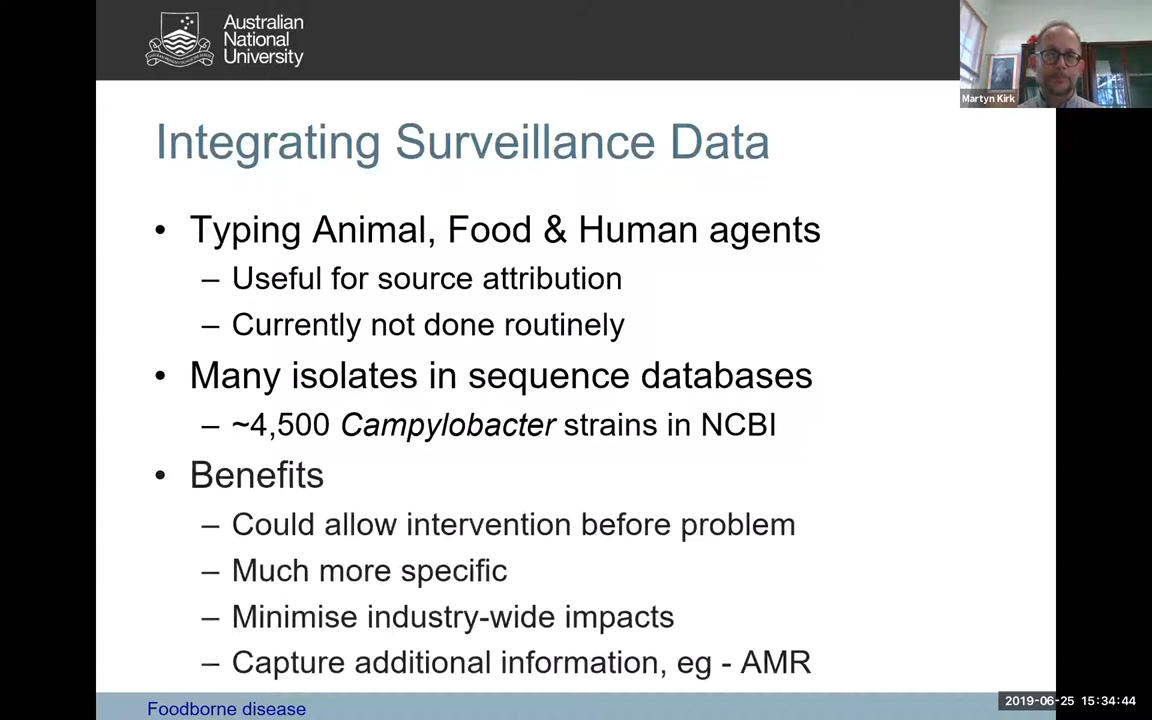 Australian
National
University
Martyn Kirk
Integrating Surveillance Data
• Typing Animal, Food & Human agents
– Useful for source attribution
– Currently not done routinely
• Many isolates in sequence databases
– ~4,500 Campylobacter strains in NCBI
• Benefits
– Could allow intervention before problem
– Much more specific
– Minimise industry-wide impacts
– Capture additional information, eg - AMR
Foodborne disease
2019-06-25 15:34:44